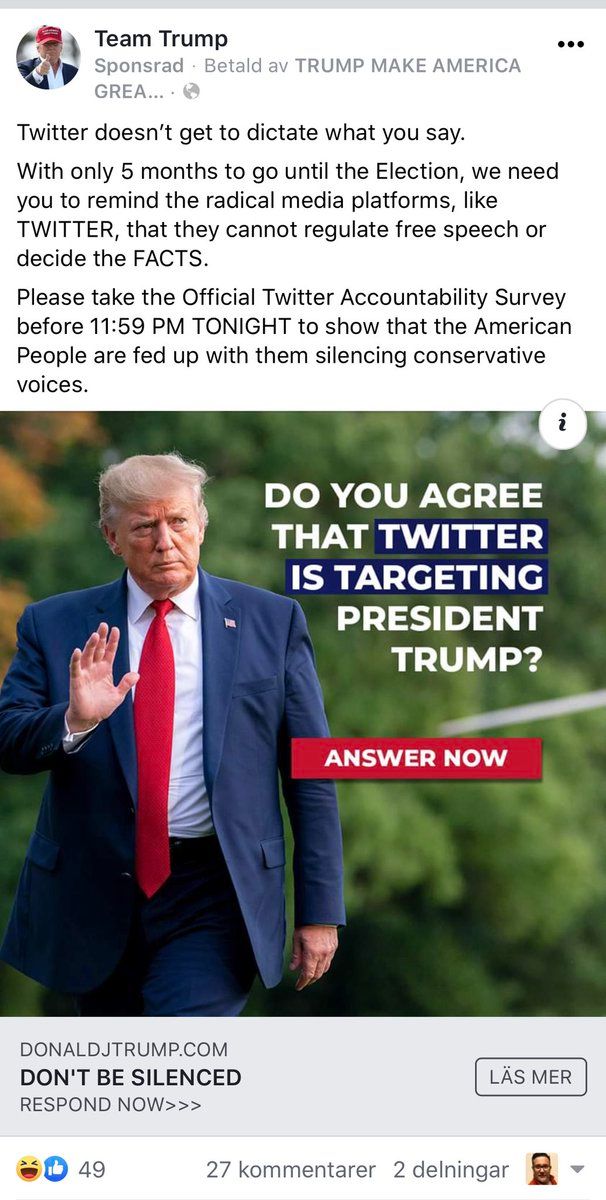 Team Trump
Sponsrad · Betald av TRUMP MAKE AMERICA
GREA... ·
Twitter doesn’t get to dictate what you say.
With only 5 months to go until the Election, we need
you to remind the radical media platforms, like
TWITTER, that they cannot regulate free speech or
decide the FACTS.
Please take the Official Twitter Accountability Survey
before 11:59 PM TONIGHT to show that the American
People are fed up with them silencing conservative
voices.
i
DO YOU AGREE
THAT TWITTER
IS TARGETING
PRESIDENT
TRUMP?
ANSWER NOW
DONALDJTRUMP.COM
DON'T BE SILENCED
RESPOND NOW>>>
LÄS MER
49
27 kommentarer 2 delningar